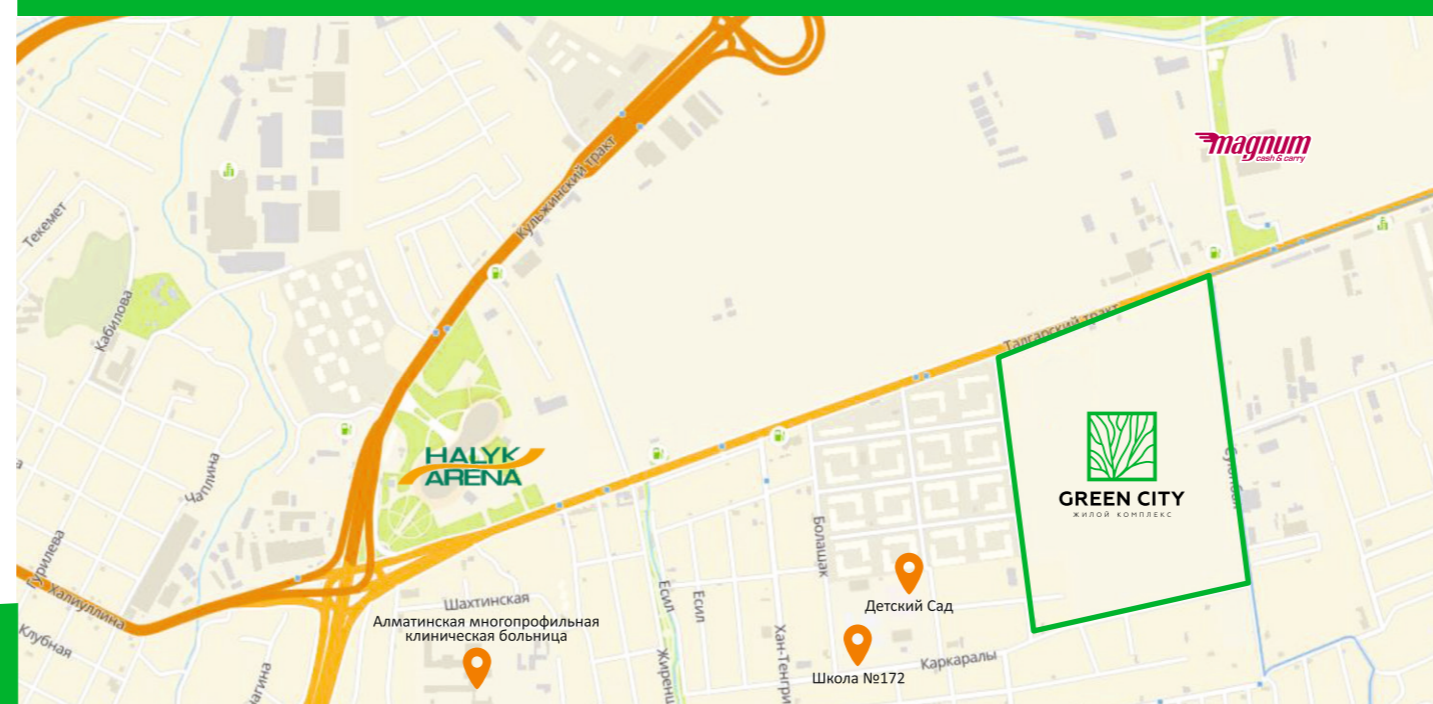 magnum
cash & carry
Кульжинский тракт
Текемет
Кабилова
Талгарский тракт
HALYK
ARENA
Чаплина
GREEN CITY
ЖИЛОЙ КОМПЛЕКС
Болашак
Гурилева
Халиуллина
Шахтинская
Есил
Есил
Детский Сад
Алматинская многопрофильная
клиническая больница
Клубная
Хан-Тенгри
Каркаралы
Школа №172